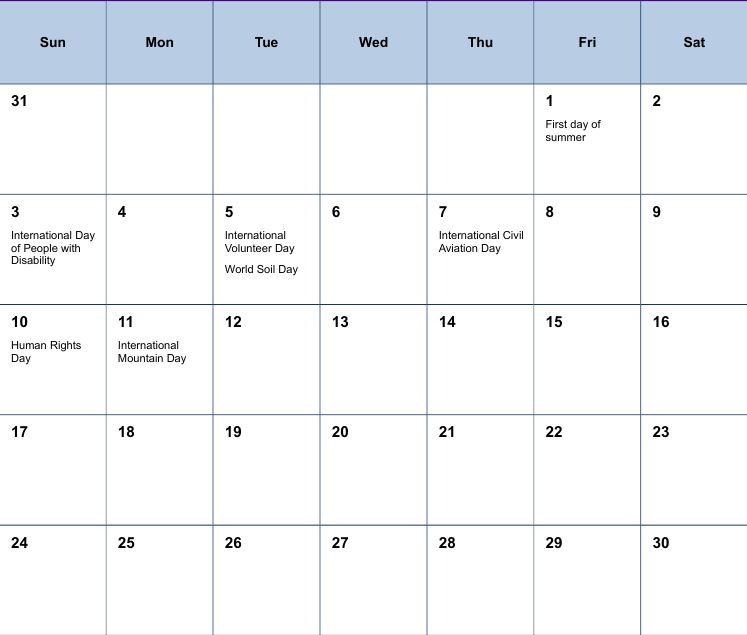 Sun Mon Tue Wed Thu Fri Sat
31 1 2
First day of
summer
3 4 5 6 7 8 9
International Day
of People with
Disability
International
Volunteer Day
World Soil Day
International Civil
Aviation Day
10 11 12 13 14 15 16
Human Rights
Day
International
Mountain Day
17 18 19 20 21 22 23
24 25 26 27 28 29 30